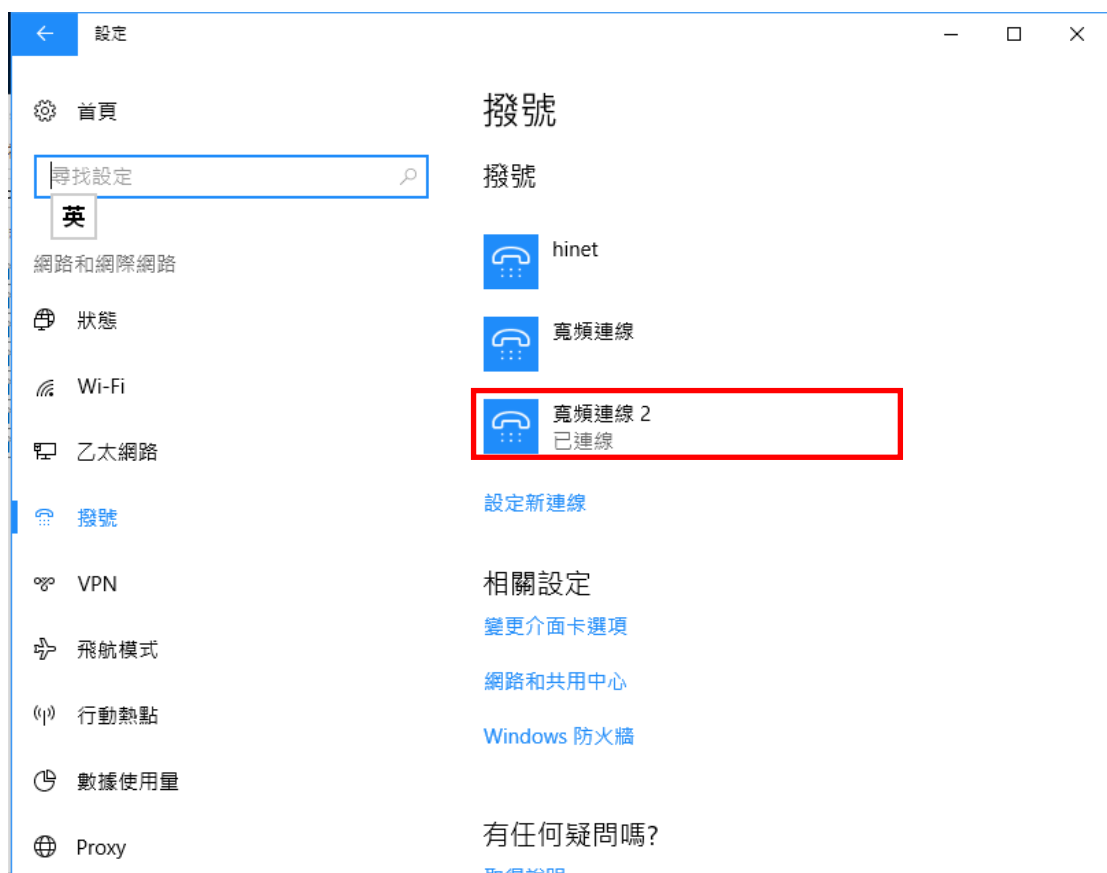 設定
首頁
尋找設定
英
網路和網際網路
狀態
Wi-Fi
乙太網路
撥號
VPN
飛航模式
行動熱點
數據使用量
Proxy
撥號
撥號
hinet
寬頻連線
寬頻連線 2
已連線
設定新連線
相關設定
變更介面卡選項
網路和共用中心
Windows 防火牆
有任何疑問嗎?